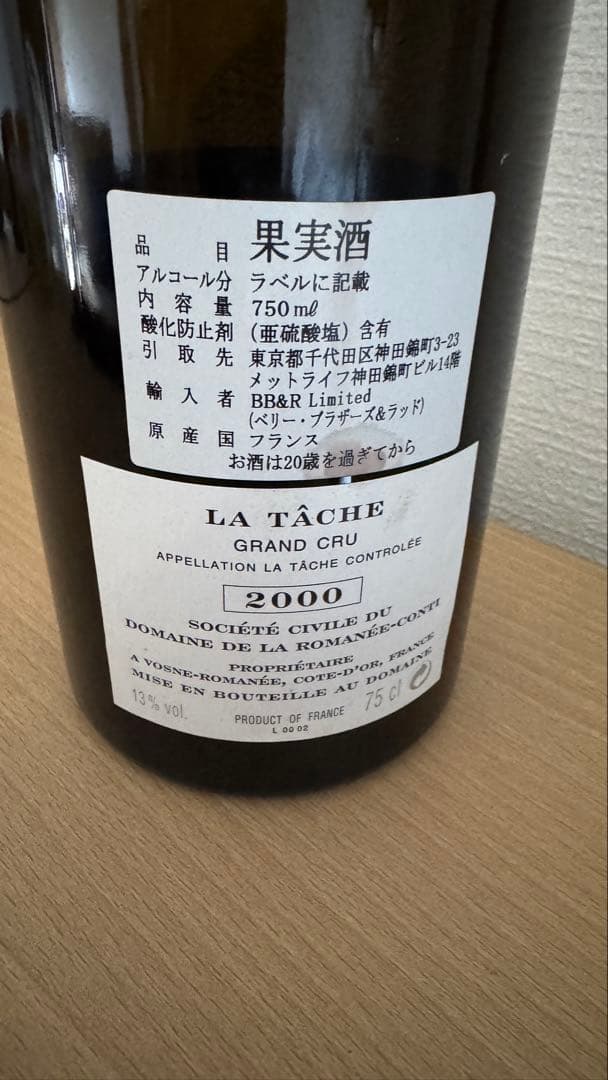 品目 果実酒
アルコール分 ラベルに記載
内容量 750mℓ
酸化防止剤 (亜硫酸塩)含有
引取先 東京都千代田区神田錦町3-23
メットライフ神田錦町ビル14階
輸入者 BB&R Limited
(ベリー・ブラザーズ&ラッド)
原産国 フランス
お酒は20歳を過ぎてから
LA TÂCHE
GRAND CRU
APPELLATION LA TÂCHE CONTROLÉE
2000
SOCIÉTÉ CIVILE DU
DOMAINE DE LA ROMANÉE-CONTI
PROPRIÉTAIRE
A VOSNE-ROMANÉE, COTE-D'OR, FRANCE
MISE EN BOUTEILLE AU DOMAINE
13% vol. PRODUCT OF FRANCE 75 cl
L 00 02